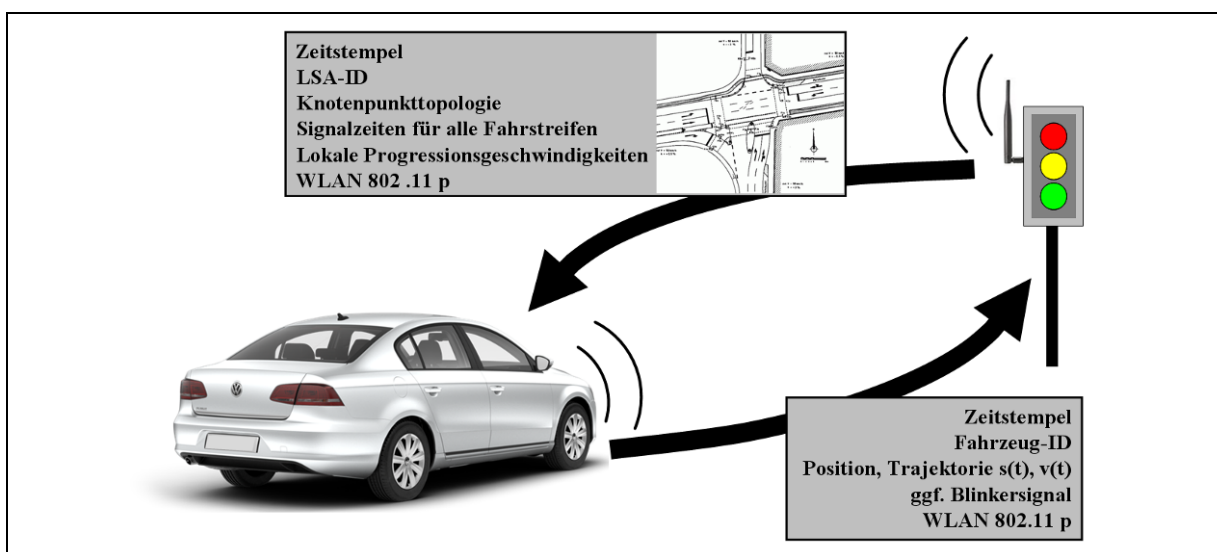 Zeitstempel
LSA-ID
Knotenpunkttopologie
Signalzeiten für alle Fahrstreifen
Lokale Progressionsgeschwindigkeiten
WLAN 802 .11 p
Zeitstempel
Fahrzeug-ID
Position, Trajektorie s(t), v(t)
ggf. Blinkersignal
WLAN 802.11 p